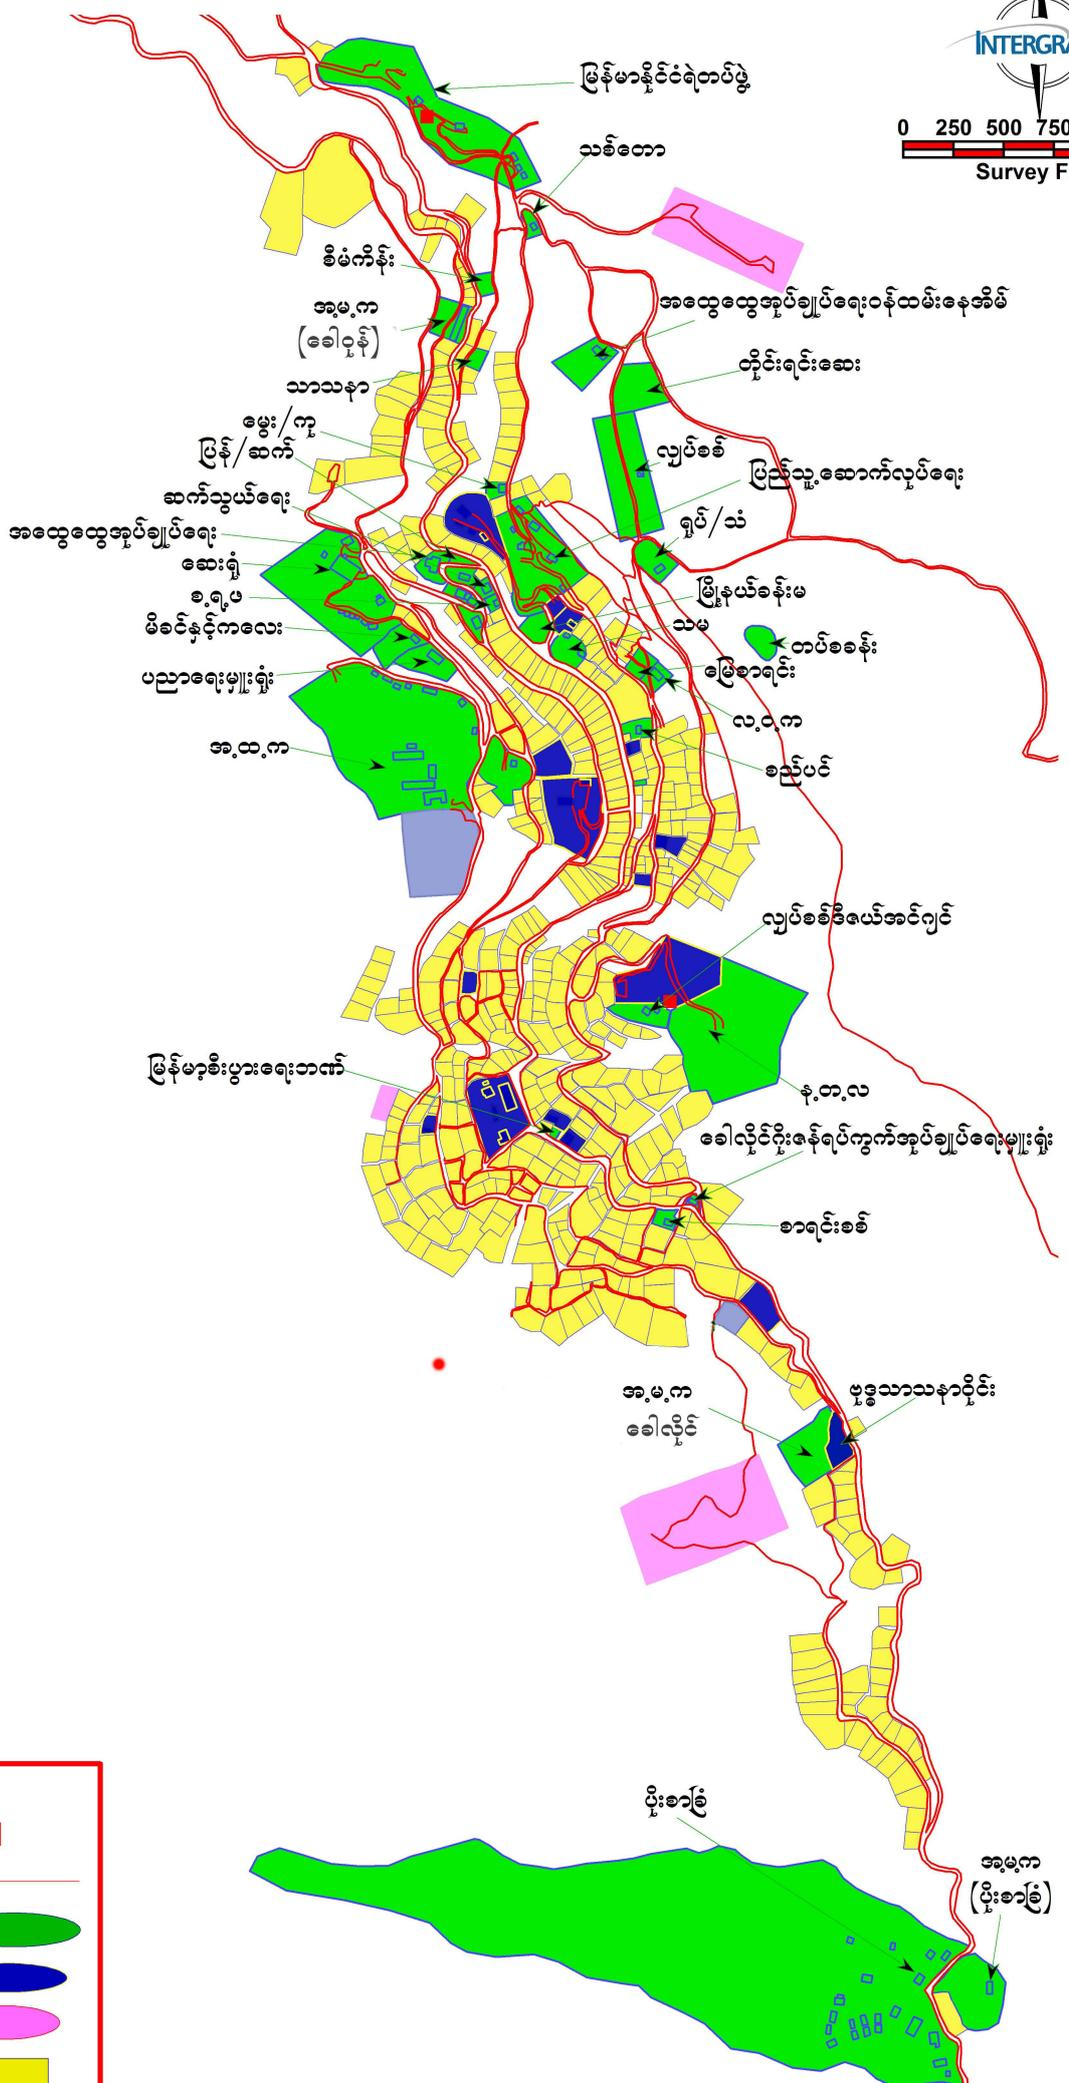 INTERGRA
မြန်မာနိုင်ငံရဲတပ်ဖွဲ့
0 250 500 750
Survey F
သစ်တော
စီမံကိန်း
အ.မ.က
(ခေါဝုန်)
အထွေထွေအုပ်ချုပ်ရေးဝန်ထမ်းနေအိမ်
တိုင်းရင်းဆေး
သာသနာ
မွေး/ကု
ပြန်/ဆက်
လျှပ်စစ်
ပြည်သူ့ဆောက်လုပ်ရေး
ဆက်သွယ်ရေး
ရုပ်/သံ
အထွေထွေအုပ်ချုပ်ရေး
ဆေးရုံ
မြို့နယ်ခန်းမ
စ.ရ.ဖ
သမ
မိခင်နှင့်ကလေး
တပ်စခန်း
မြေစာရင်း
ပညာရေးမှူးရုံး
လ.ဝ.က
အ.ထ.က
စည်ပင်
လျှပ်စစ်ဒီဇယ်အင်ဂျင်
မြန်မာ့စီးပွားရေးဘဏ်
န.တ.လ
ခေါလိုင်ဂိုးဇန်ရပ်ကွက်အုပ်ချုပ်ရေးမှူးရုံး
စာရင်းစစ်
အ.မ.က
ခေါလိုင်
ဗုဒ္ဓသာသနာဝိုင်း
ပိုးစာခြံ
အ.မ.က
(ပိုးစာခြံ)